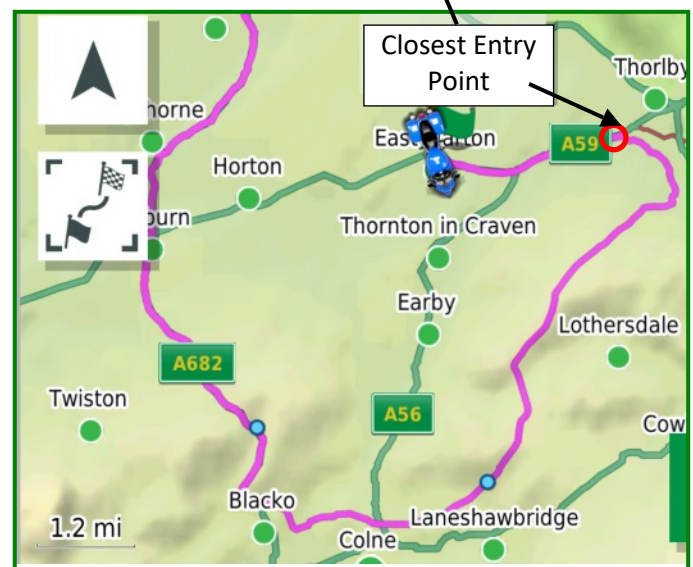 Closest Entry
Point
Thorlby
horne
East Marton
A59
Horton
burn
Thornton in Craven
Earby
Lothersdale
A682
Twiston
A56
Cow
Blacko
1.2 mi
Laneshawbridge
Colne